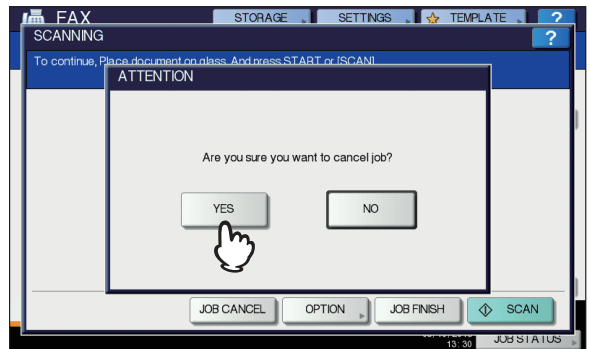 FAX
STORAGE SETTINGS TEMPLATE ?
SCANNING ?
To continue, Place document on glass. And press START or [SCAN]
ATTENTION
Are you sure you want to cancel job?
YES NO
JOB CANCEL OPTION JOB FINISH SCAN
13: 30 JOB STATUS